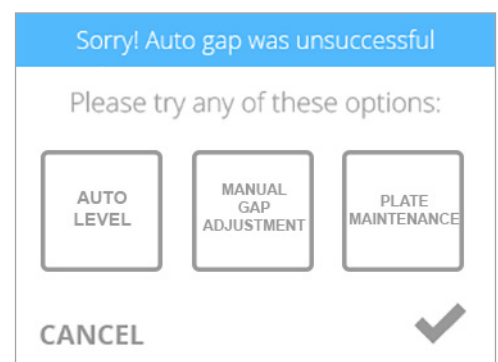 Sorry! Auto gap was unsuccessful
Please try any of these options:
AUTO
LEVEL
MANUAL
GAP
ADJUSTMENT
PLATE
MAINTENANCE
CANCEL